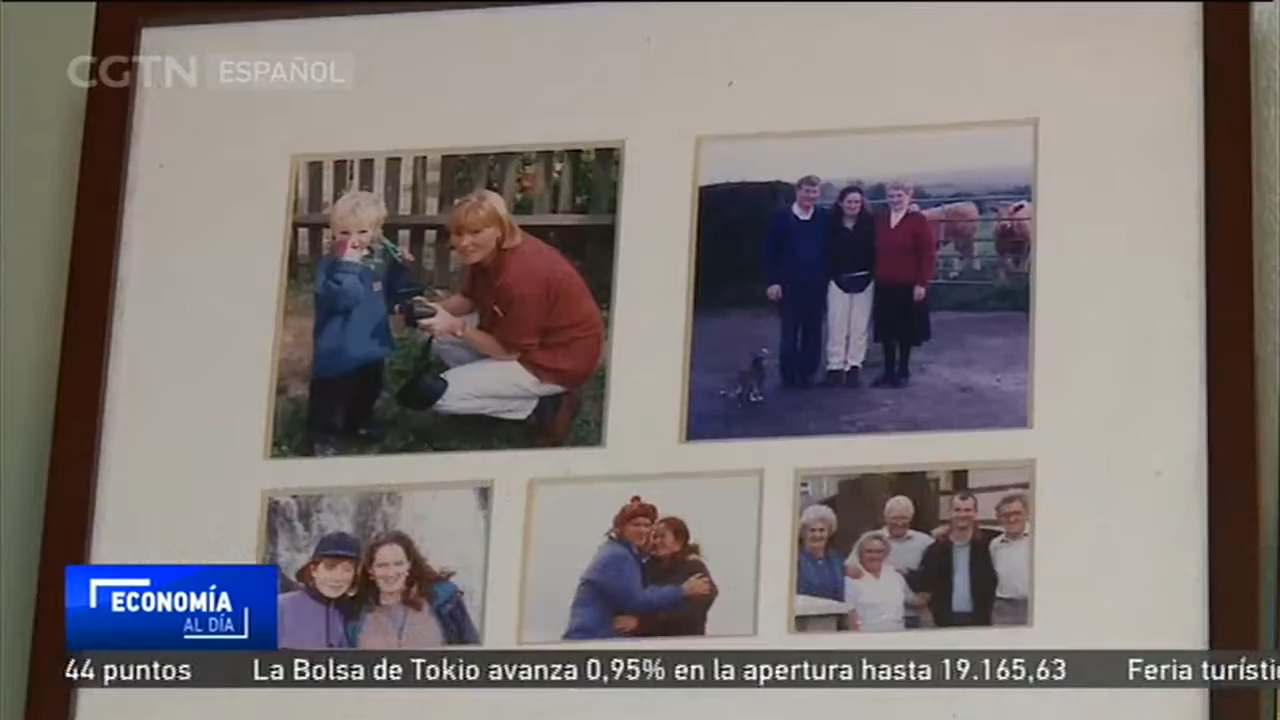 CGTN ESPAÑOL
ECONOMÍA
AL DÍA
44 puntos La Bolsa de Tokio avanza 0,95% en la apertura hasta 19.165,63 Feria